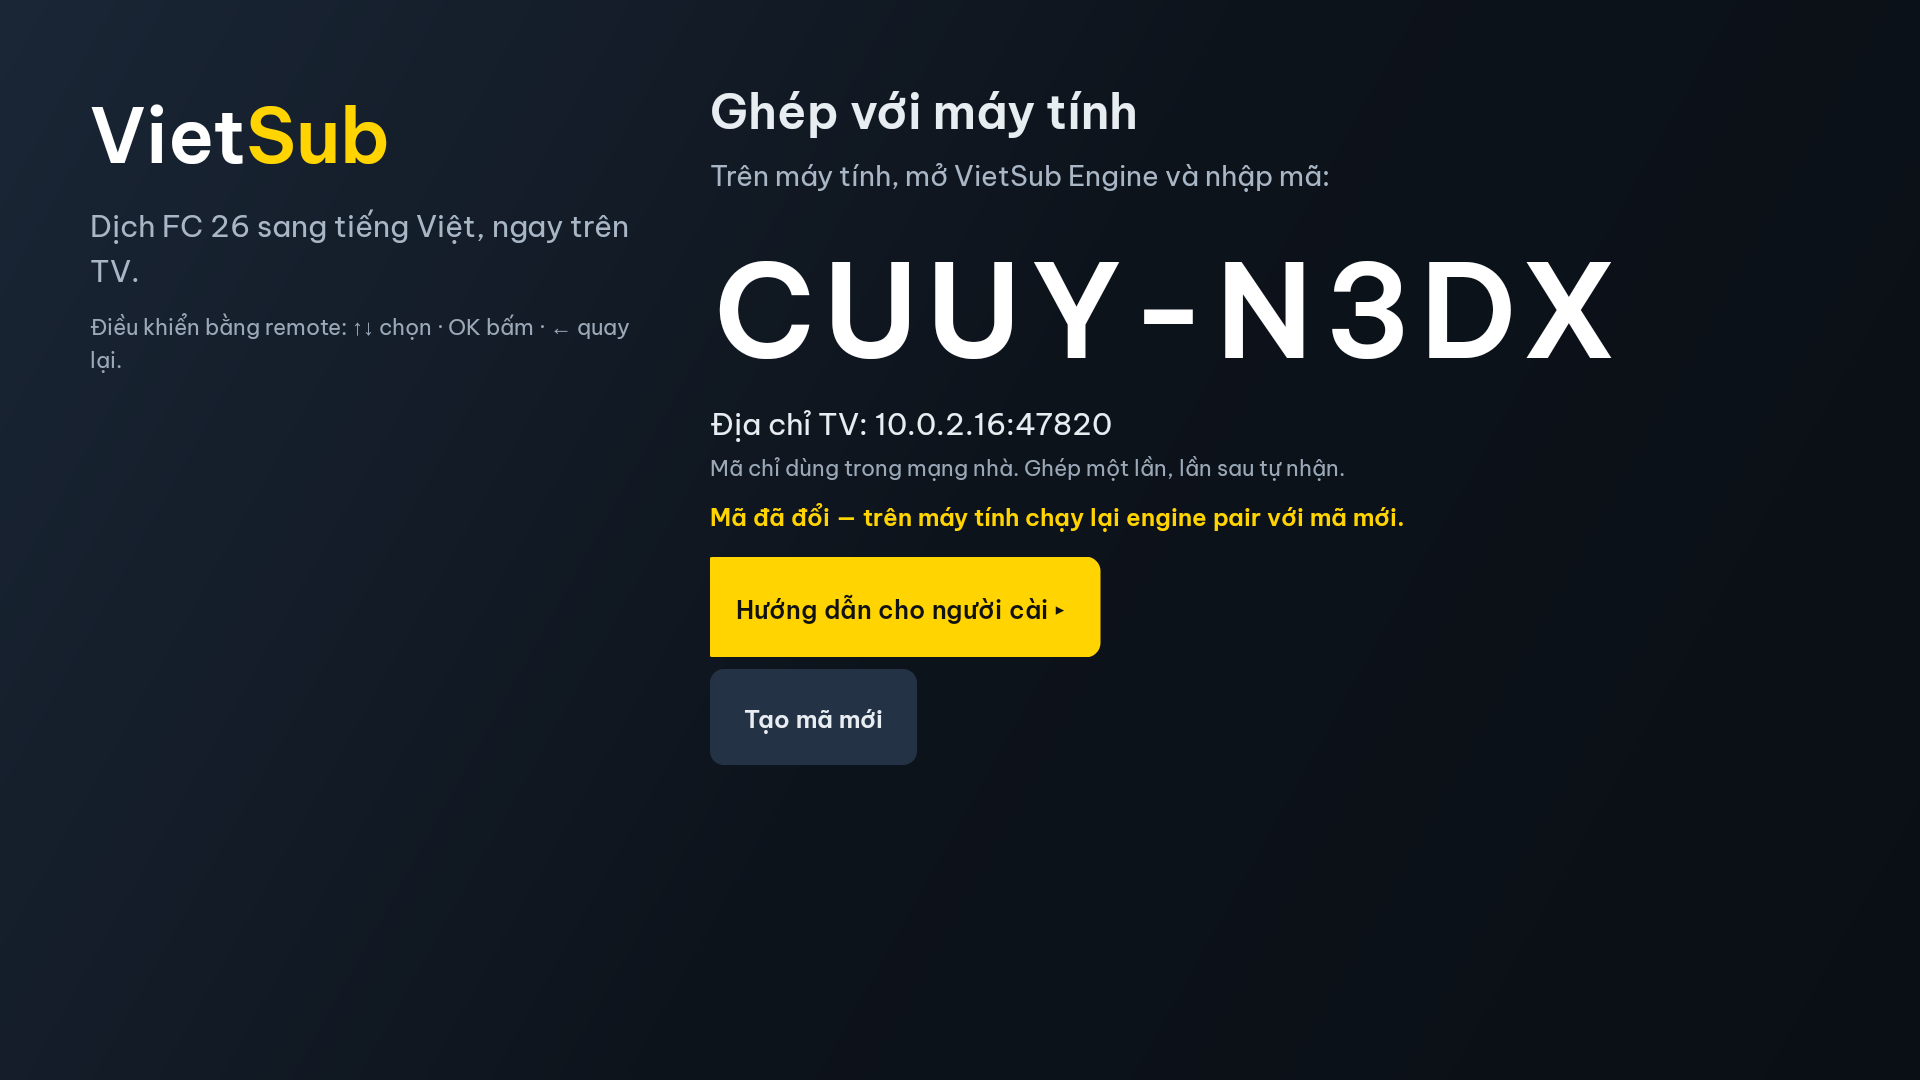 VietSub
Dịch FC 26 sang tiếng Việt, ngay trên
TV.
Điều khiển bằng remote: ↑↓ chọn · OK bấm · ← quay
lại.
Ghép với máy tính
Trên máy tính, mở VietSub Engine và nhập mã:
CUUY-N3DX
Địa chỉ TV: 10.0.2.16:47820
Mã chỉ dùng trong mạng nhà. Ghép một lần, lần sau tự nhận.
Mã đã đổi — trên máy tính chạy lại engine pair với mã mới.
Hướng dẫn cho người cài ▸
Tạo mã mới